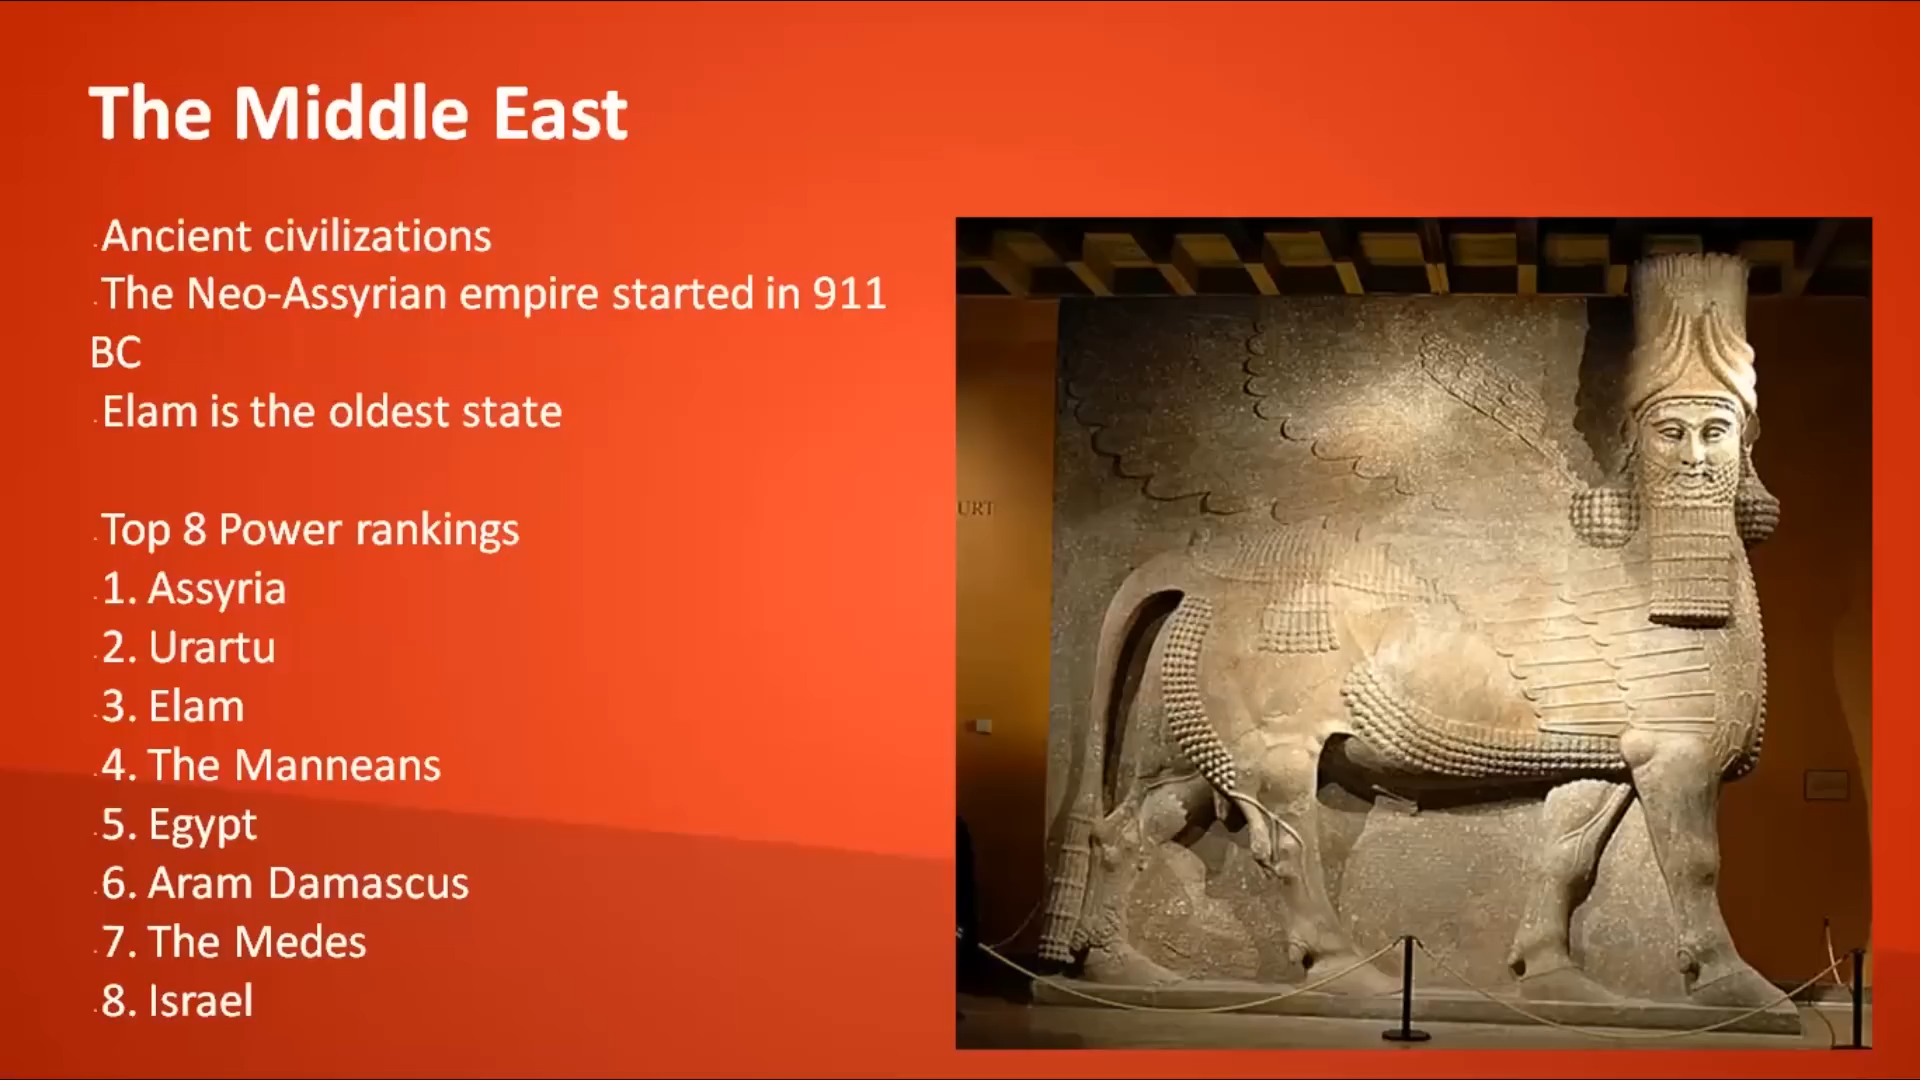 The Middle East
Ancient civilizations
The Neo-Assyrian empire started in 911
BC
Elam is the oldest state
Top 8 Power rankings
1. Assyria
2. Urartu
3. Elam
4. The Manneans
5. Egypt
6. Aram Damascus
7. The Medes
8. Israel
URT